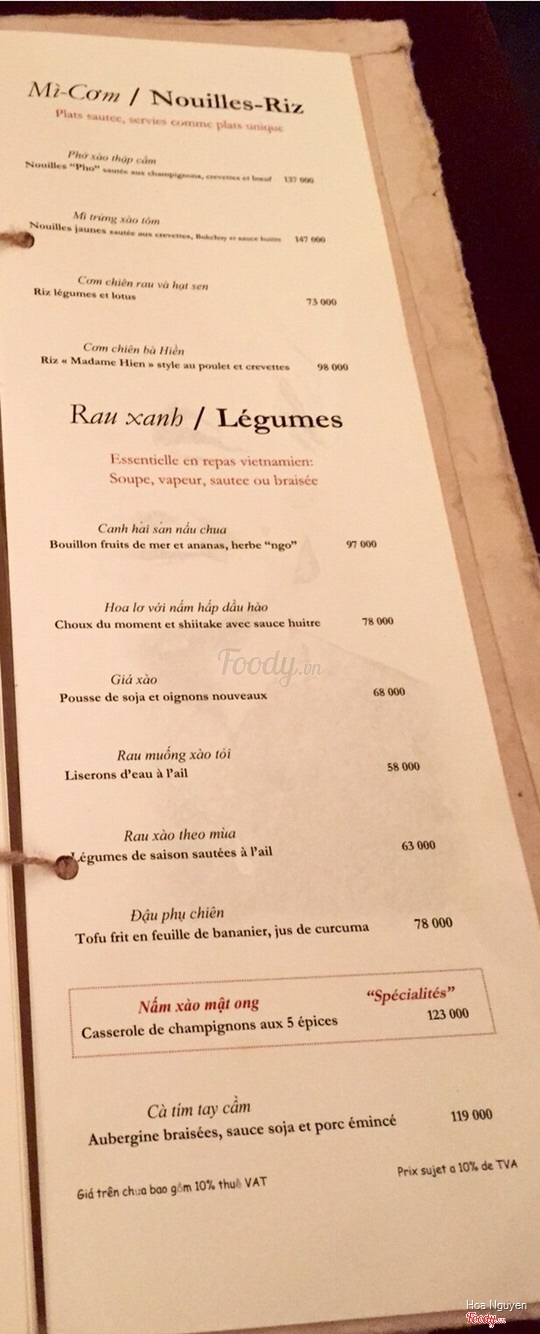 Mì-Cơm / Nouilles-Riz
Plats sautee, servies comme plats unique
Phở xào thập cẩm
Nouilles "Pho" sautés aux champignons, crevettes et bœuf 137 000
Mì trứng xào tôm
Nouilles jaunes sautée aux crevettes, Bokchoy et sauce huitre 147 000
Cơm chiên rau và hạt sen
Riz légumes et lotus 73 000
Cơm chiên bà Hiền
Riz « Madame Hien » style au poulet et crevettes 98 000
Rau xanh / Légumes
Essentielle en repas vietnamien:
Soupe, vapeur, sautee ou braisée
Canh hải sản nấu chua
Bouillon fruits de mer et ananas, herbe "ngo" 97 000
Hoa lơ với nấm hấp dầu hào
Choux du moment et shiitake avec sauce huitre 78 000
Foody.vn
Giá xào
Pousse de soja et oignons nouveaux 68 000
Rau muống xào tỏi
Liserons d'eau à l'ail 58 000
Rau xào theo mùa
Légumes de saison sautées à l'ail 63 000
Đậu phụ chiên
Tofu frit en feuille de bananier, jus de curcuma 78 000
Nấm xào mật ong "Spécialités"
Casserole de champignons aux 5 épices 123 000
Cà tím tay cầm
Aubergine braisées, sauce soja et porc émincé 119 000
Giá trên chưa bao gồm 10% thuế VAT Prix sujet a 10% de TVA
Hoa Nguyen
Foody.vn